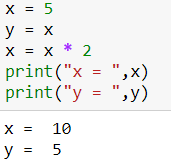 x = 5
y = x
x = x * 2
print("x = ",x)
print("y = ",y)
x =  10
y =  5